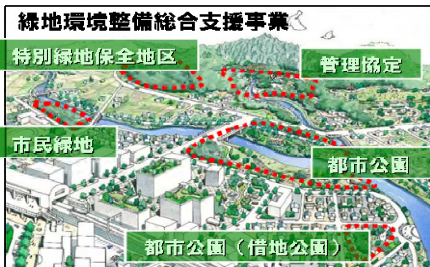 緑地環境整備総合支援事業
特別緑地保全地区
管理協定
市民緑地
都市公園
都市公園（借地公園）